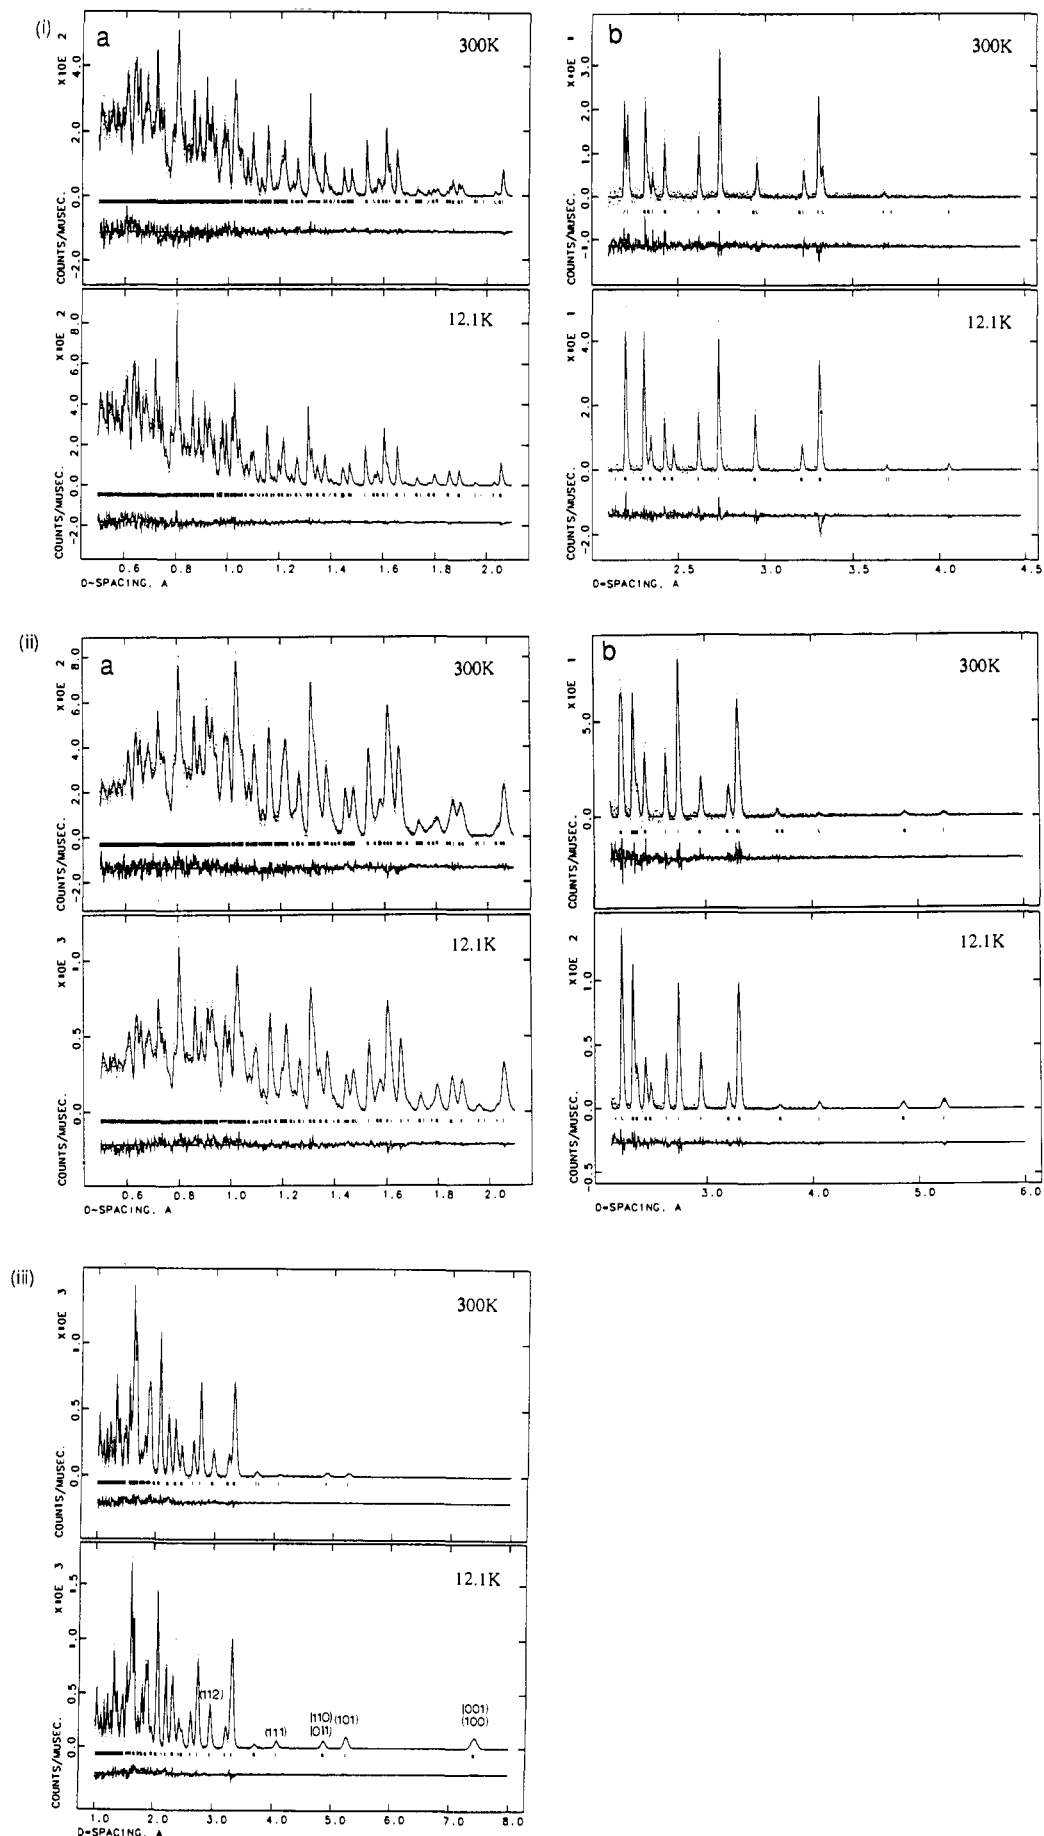 (i)
a
300K
X10E 2
4.0
2.0
0.0
-2.0
COUNTS/MUSEC.
12.1K
X10E 2
8.0
6.0
4.0
2.0
0.0
-2.0
COUNTS/MUSEC.
0.6 0.8 1.0 1.2 1.4 1.6 1.8 2.0
D-SPACING, A
b
300K
X10E 1
3.0
2.0
1.0
0.0
-1.0
COUNTS/MUSEC.
12.1K
X10E 1
4.0
2.0
0.0
-2.0
COUNTS/MUSEC.
2.5 3.0 3.5 4.0 4.5
D-SPACING, A
(ii)
a
300K
X10E 2
8.0
6.0
4.0
2.0
0.0
-2.0
COUNTS/MUSEC.
12.1K
X10E 3
1.0
0.5
0.0
COUNTS/MUSEC.
0.6 0.8 1.0 1.2 1.4 1.6 1.8 2.0
D-SPACING, A
b
300K
X10E 1
5.0
0.0
COUNTS/MUSEC.
12.1K
X10E 2
1.0
0.5
0.0
-0.5
COUNTS/MUSEC.
3.0 4.0 5.0 6.0
D-SPACING, A
(iii)
300K
X10E 3
1.0
0.5
0.0
COUNTS/MUSEC.
12.1K
X10E 3
1.5
1.0
0.5
0.0
COUNTS/MUSEC.
(112)
(111)
(110)
(011)
(101)
(001)
(100)
1.0 2.0 3.0 4.0 5.0 6.0 7.0 8.0
D-SPACING, A